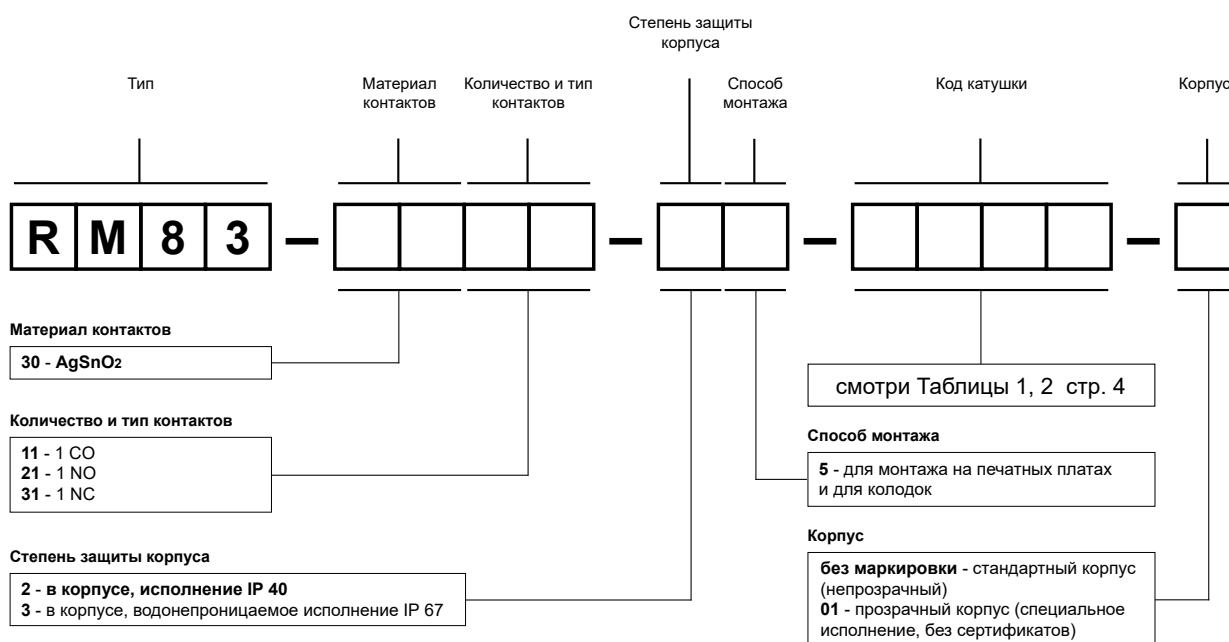 Степень защиты
корпуса
Тип
Материал
контактов
Количество и тип
контактов
Способ
монтажа
Код катушки
Корпус
R M 8 3 – – – –
Материал контактов
30 - AgSnO2
Количество и тип контактов
11 - 1 CO
21 - 1 NO
31 - 1 NC
Степень защиты корпуса
2 - в корпусе, исполнение IP 40
3 - в корпусе, водонепроницаемое исполнение IP 67
смотри Таблицы 1, 2 стр. 4
Способ монтажа
5 - для монтажа на печатных платах
и для колодок
Корпус
без маркировки - стандартный корпус
(непрозрачный)
01 - прозрачный корпус (специальное
исполнение, без сертификатов)